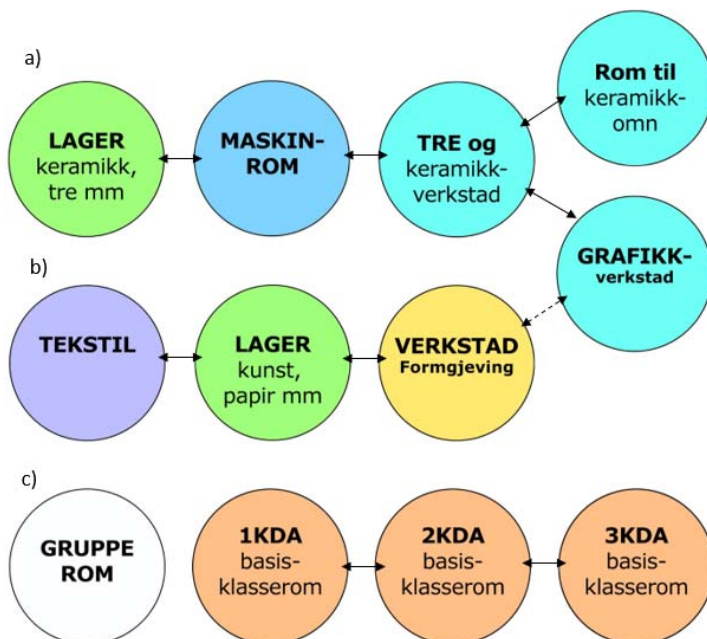 a)
LAGER
keramikk,
tre mm
MASKIN-
ROM
TRE og
keramikk-
verkstad
Rom til
keramikk-
omn
GRAFIKK-
verkstad
b)
TEKSTIL
LAGER
kunst,
papir mm
VERKSTAD
Formgjeving
c)
GRUPPE
ROM
1KDA
basis-
klasserom
2KDA
basis-
klasserom
3KDA
basis-
klasserom